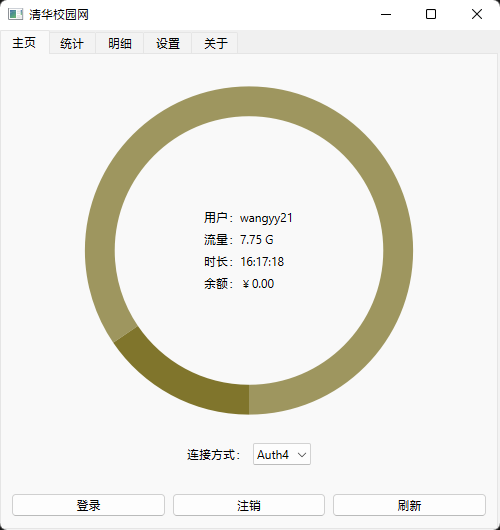 清华校园网
主页 统计 明细 设置 关于
用户：wangyy21
流量：7.75 G
时长：16:17:18
余额：￥0.00
连接方式： Auth4
登录 注销 刷新